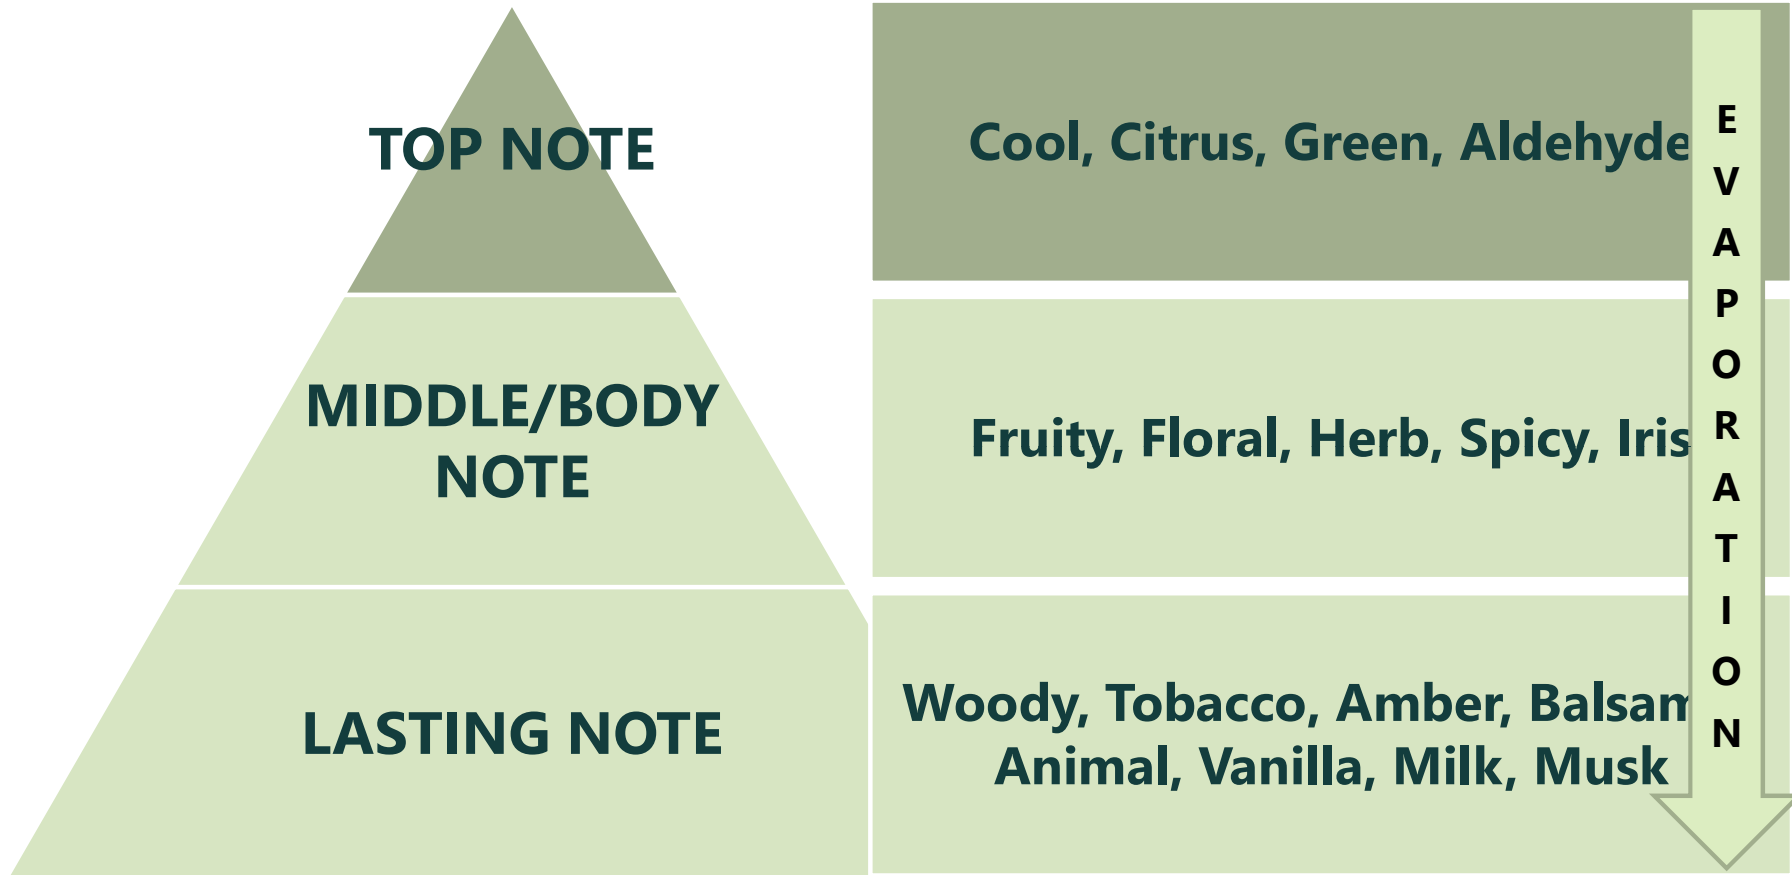 TOP NOTE
Cool, Citrus, Green, Aldehyde
MIDDLE/BODY
NOTE
Fruity, Floral, Herb, Spicy, Iris
LASTING NOTE
Woody, Tobacco, Amber, Balsam
Animal, Vanilla, Milk, Musk
E
V
A
P
O
R
A
T
I
O
N